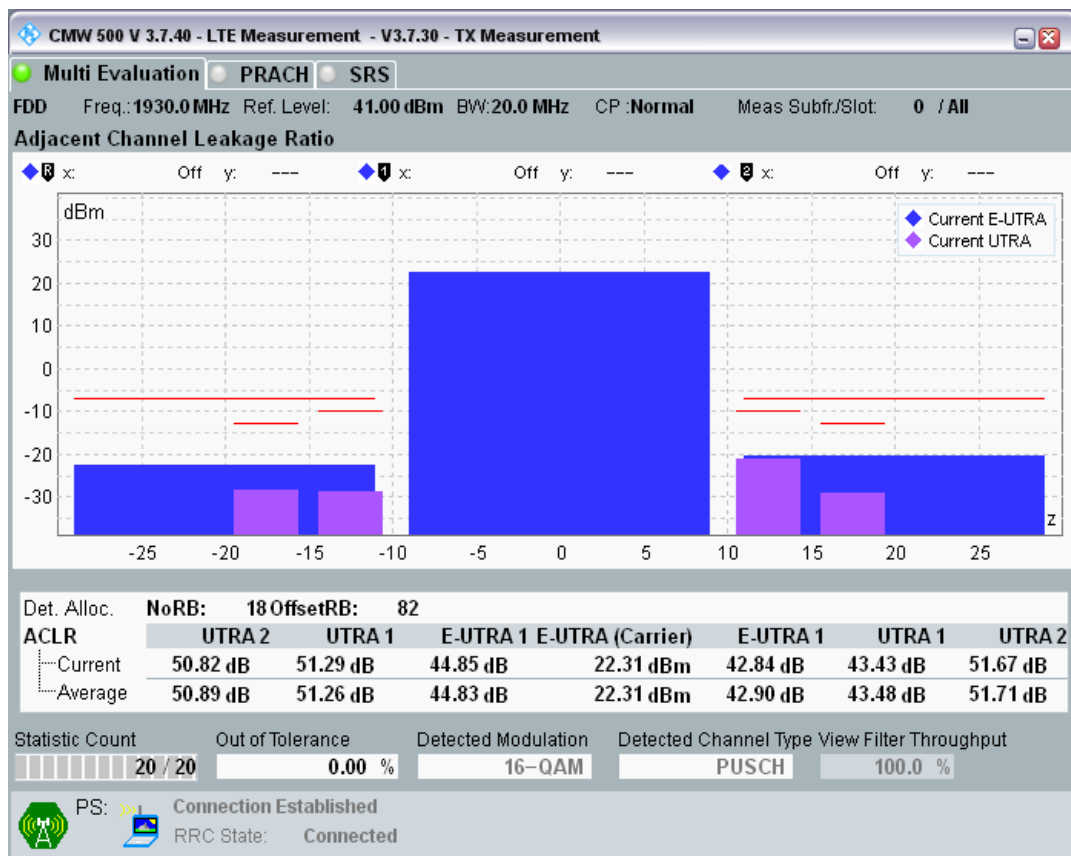 CMW 500 V 3.7.40 - LTE Measurement - V3.7.30 - TX Measurement
Multi Evaluation PRACH SRS
FDD Freq.:1930.0 MHz Ref. Level: 41.00 dBm BW:20.0 MHz CP :Normal Meas Subfr./Slot: 0 / All
Adjacent Channel Leakage Ratio
R x: Off y: --- 1 x: Off y: --- 2 x: Off y: ---
dBm
Current E-UTRA
Current UTRA
30
20
10
0
-10
-20
-30
z
-25 -20 -15 -10 -5 0 5 10 15 20 25
Det. Alloc. NoRB: 18 OffsetRB: 82
ACLR UTRA 2 UTRA 1 E-UTRA 1 E-UTRA (Carrier) E-UTRA 1 UTRA 1 UTRA 2
Current 50.82 dB 51.29 dB 44.85 dB 22.31 dBm 42.84 dB 43.43 dB 51.67 dB
Average 50.89 dB 51.26 dB 44.83 dB 22.31 dBm 42.90 dB 43.48 dB 51.71 dB
Statistic Count Out of Tolerance Detected Modulation Detected Channel Type View Filter Throughput
20 / 20 0.00 % 16-QAM PUSCH 100.0 %
PS: Connection Established
RRC State: Connected